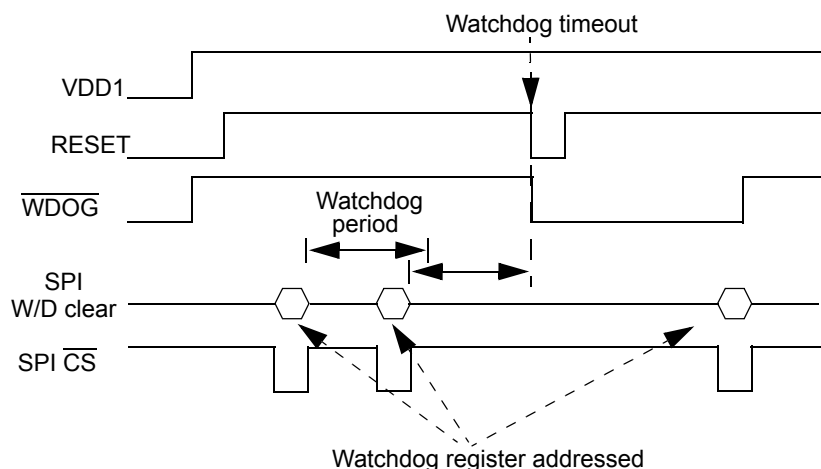 Watchdog timeout
VDD1
RESET
WDOG
Watchdog
period
SPI
W/D clear
SPI CS
Watchdog register addressed